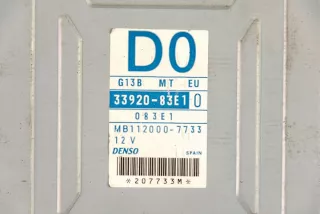 D0
G13B MT EU
33920-83E1 0
083E1
MB112000-7733
12V
DENSO SPAIN
*207733M*